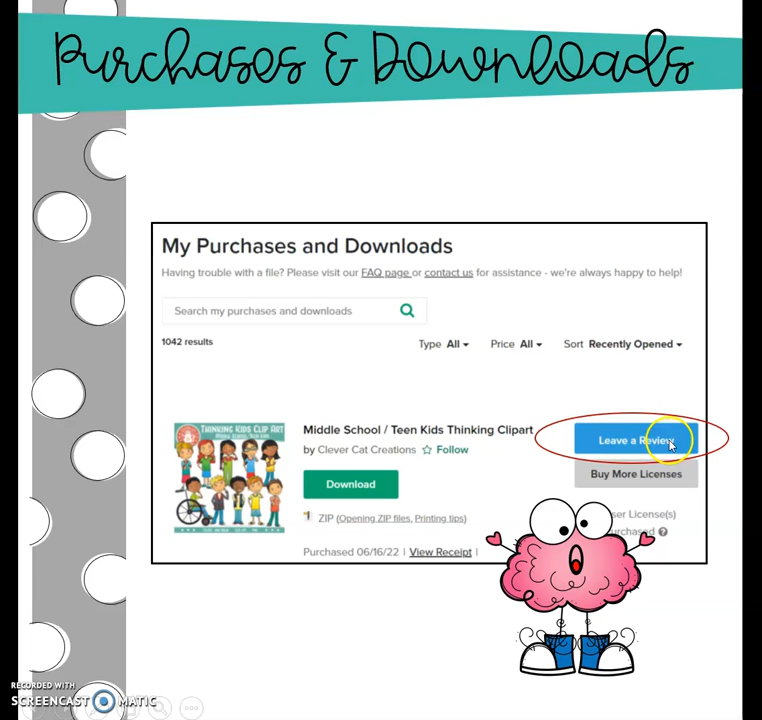 Purchases & Downloads
My Purchases and Downloads
Having trouble with a file? Please visit our FAQ page or contact us for assistance - we're always happy to help!
Search my purchases and downloads
1042 results
Type All Price All Sort Recently Opened
THINKING KIDS CLIP ART
Middle School / Teen Kids Thinking Clipart
by Clever Cat Creations Follow
Leave a Review
Download
Buy More Licenses
ZIP (Opening ZIP files, Printing tips)
ser License(s)
urchased ?
Purchased 06/16/22 | View Receipt |
RECORDED WITH
SCREENCAST MATIC